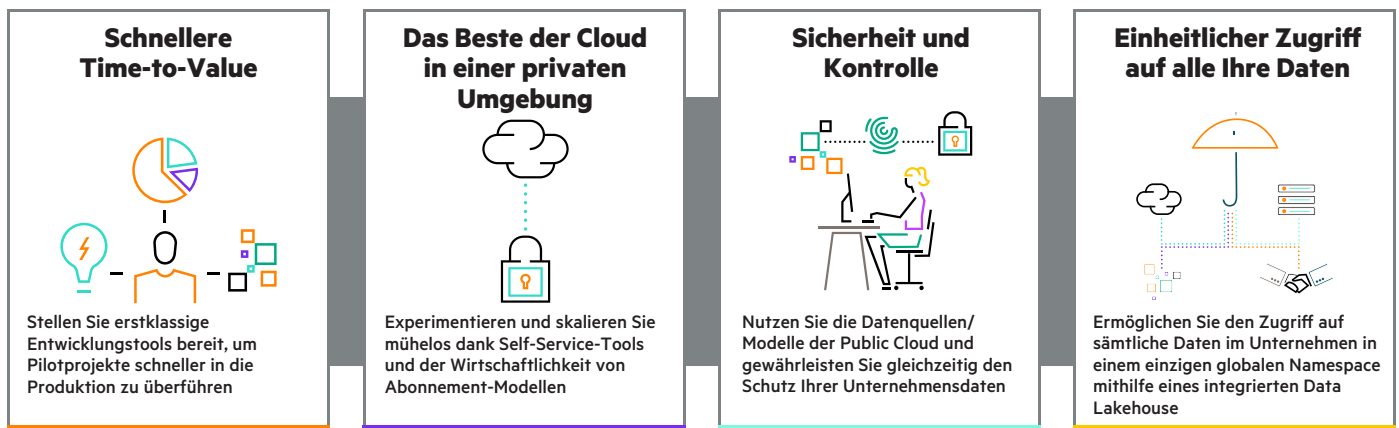 Schnellere
Time-to-Value
Stellen Sie erstklassige
Entwicklungstools bereit, um
Pilotprojekte schneller in die
Produktion zu überführen
Das Beste der Cloud
in einer privaten
Umgebung
Experimentieren und skalieren Sie
mühelos dank Self-Service-Tools
und der Wirtschaftlichkeit von
Abonnement-Modellen
Sicherheit und
Kontrolle
Nutzen Sie die Datenquellen/
Modelle der Public Cloud und
gewährleisten Sie gleichzeitig den
Schutz Ihrer Unternehmensdaten
Einheitlicher Zugriff
auf alle Ihre Daten
Ermöglichen Sie den Zugriff auf
sämtliche Daten im Unternehmen in
einem einzigen globalen Namespace
mithilfe eines integrierten Data
Lakehouse